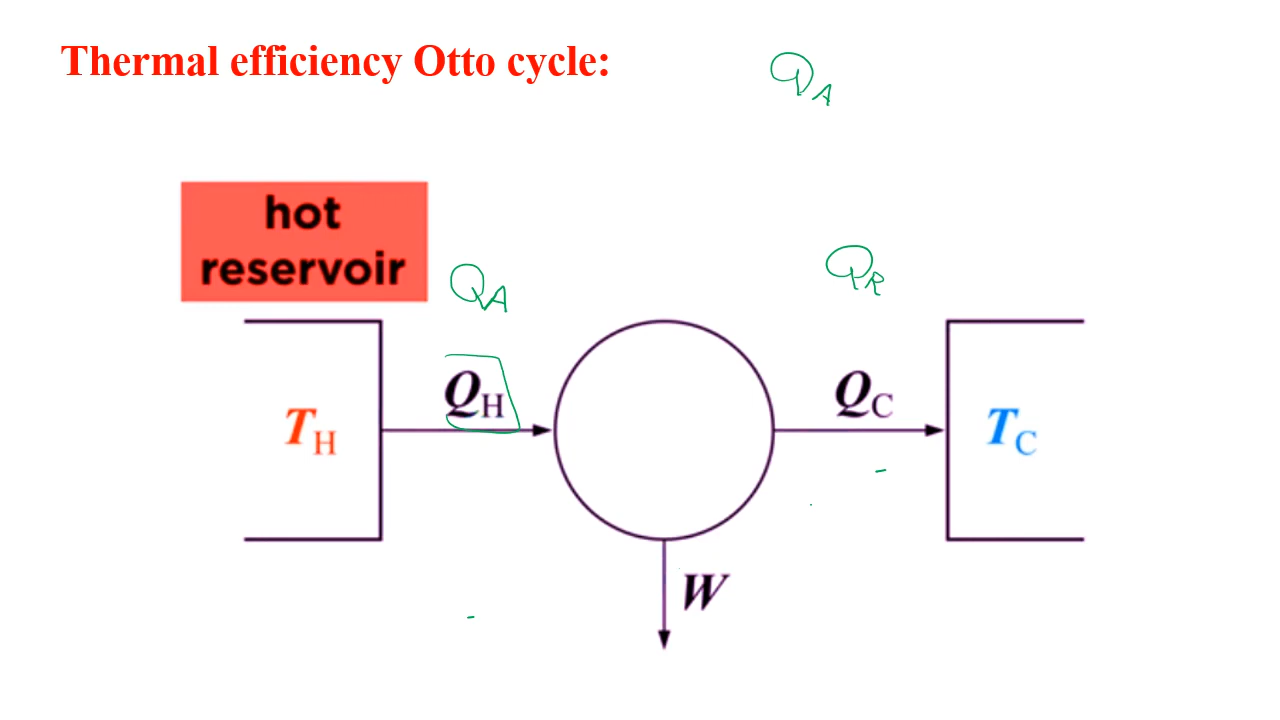 Thermal efficiency Otto cycle:
QA
hot
reservoir
QA
QR
QH
QC
TH
TC
W